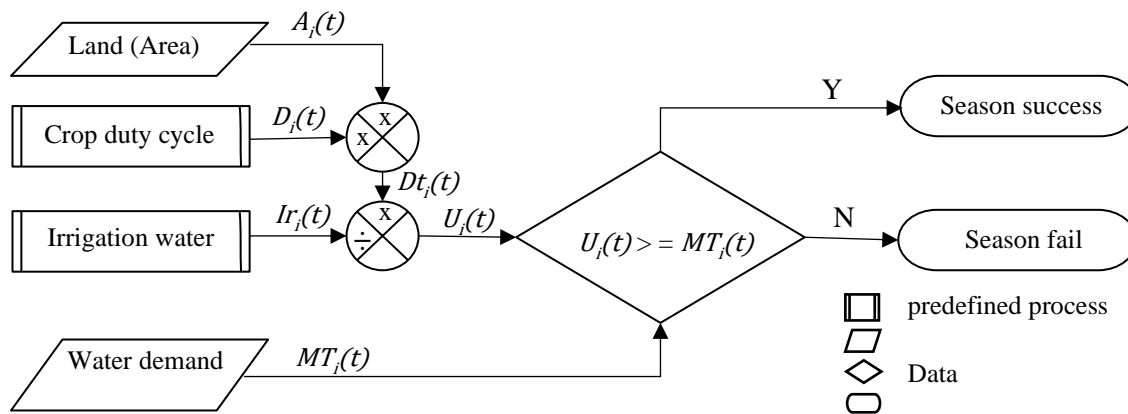 Land (Area)
A_i(t)
Crop duty cycle
D_i(t)
x
x
Dt_i(t)
Irrigation water
Ir_i(t)
x
÷
U_i(t)
Water demand
MT_i(t)
U_i(t) > = MT_i(t)
Y
Season success
N
Season fail
predefined process
Data